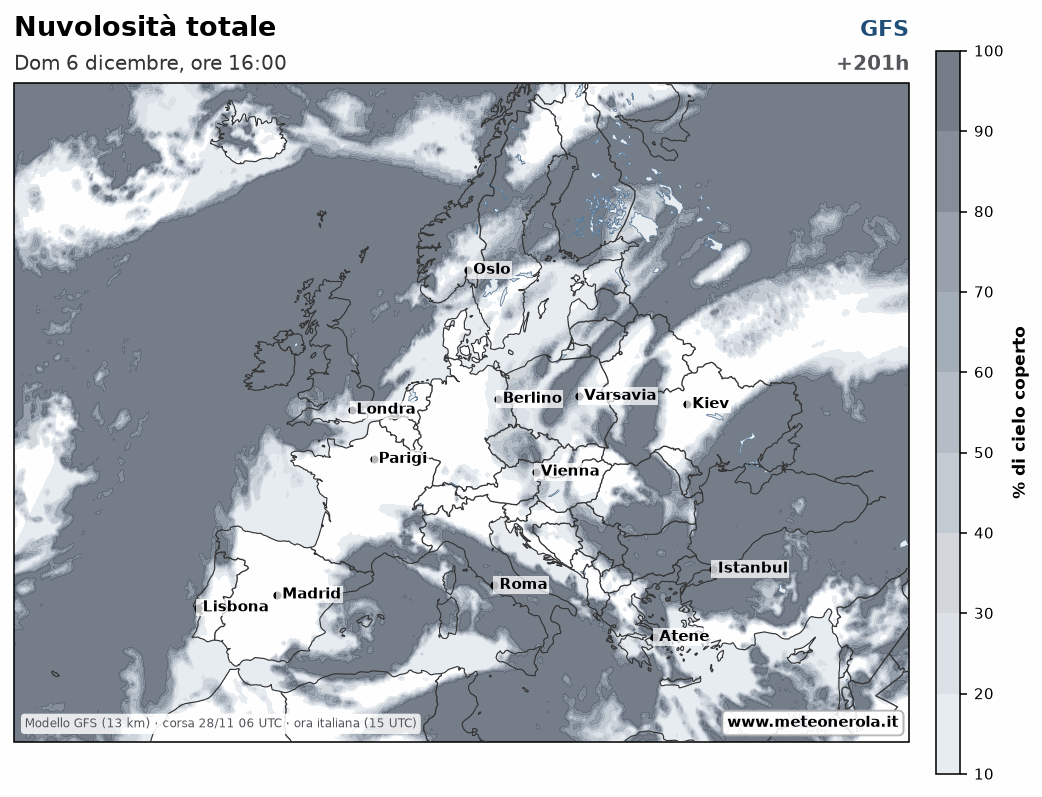 Nuvolosità totale
GFS
Dom 6 dicembre, ore 16:00
+201h
100
90
80
70
60
50
40
30
20
10
% di cielo coperto
Oslo
Londra
Berlino
Varsavia
Kiev
Parigi
Vienna
Istanbul
Roma
Madrid
Lisbona
Atene
Modello GFS (13 km) · corsa 28/11 06 UTC · ora italiana (15 UTC)
www.meteonerola.it